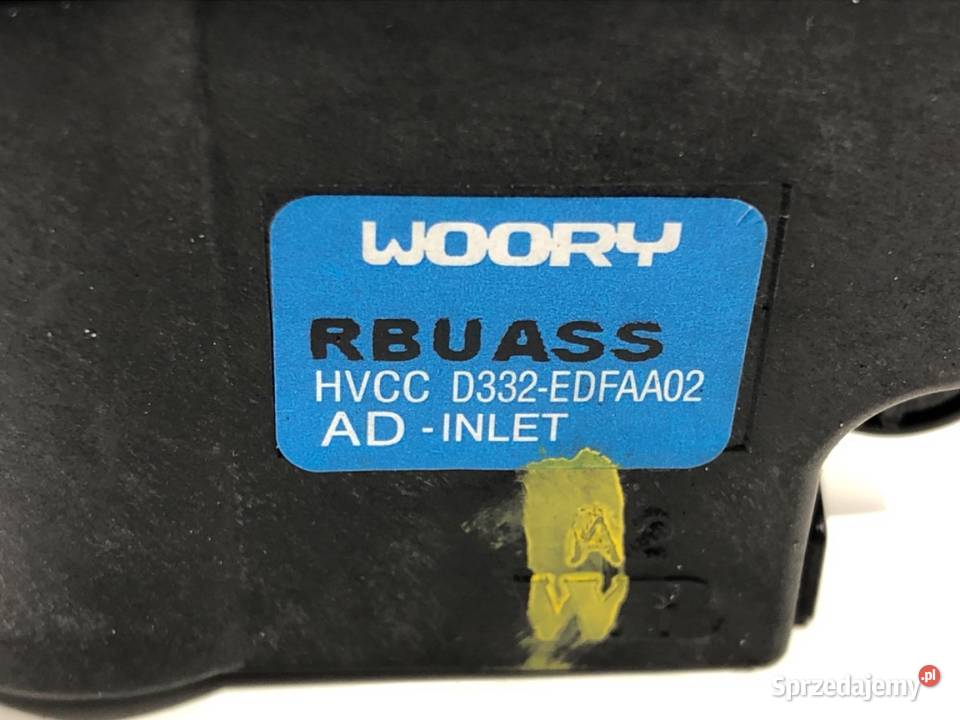 WOORY
RBUASS
HVCC D332-EDFAA02
AD -INLET
A
Sprzedajemy.pl